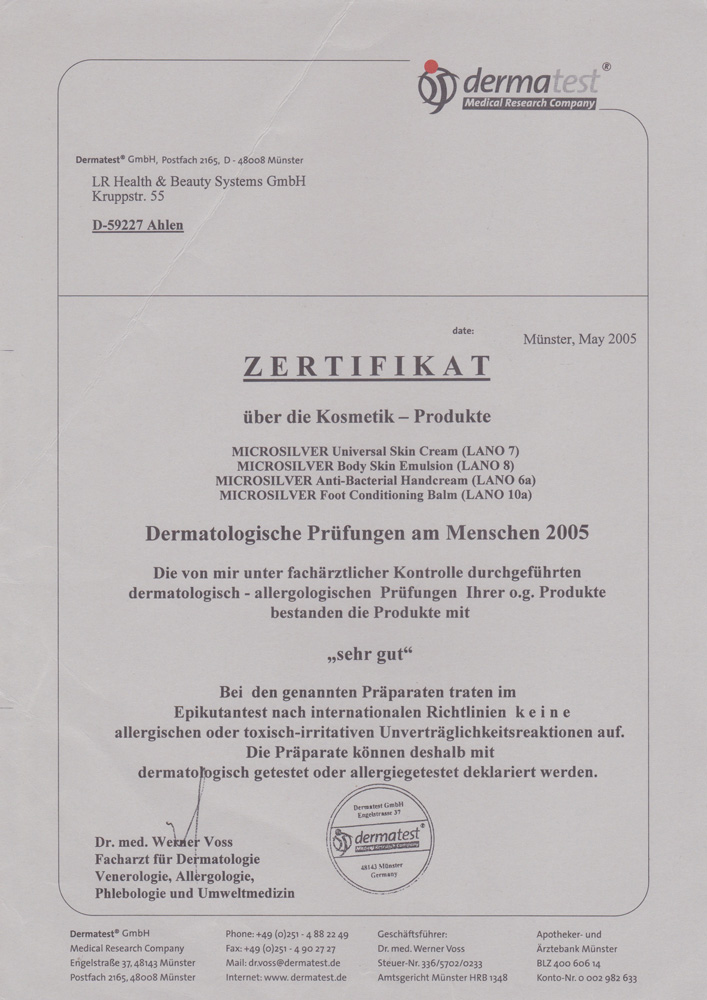 dermatest®
Medical Research Company
Dermatest® GmbH, Postfach 2165, D - 48008 Münster
LR Health & Beauty Systems GmbH
Kruppstr. 55
D-59227 Ahlen
date:
Münster, May 2005
ZERTIFIKAT
über die Kosmetik – Produkte
MICROSILVER Universal Skin Cream (LANO 7)
MICROSILVER Body Skin Emulsion (LANO 8)
MICROSILVER Anti-Bacterial Handcream (LANO 6a)
MICROSILVER Foot Conditioning Balm (LANO 10a)
Dermatologische Prüfungen am Menschen 2005
Die von mir unter fachärztlicher Kontrolle durchgeführten
dermatologisch - allergologischen Prüfungen Ihrer o.g. Produkte
bestanden die Produkte mit
„sehr gut“
Bei den genannten Präparaten traten im
Epikutantest nach internationalen Richtlinien k e i n e
allergischen oder toxisch-irritativen Unverträglichkeitsreaktionen auf.
Die Präparate können deshalb mit
dermatologisch getestet oder allergiegetestet deklariert werden.
Dermatest GmbH
Engelstrasse 37
dermatest®
Medical Research Company
48143 Münster
Germany
Dr. med. Werner Voss
Facharzt für Dermatologie
Venerologie, Allergologie,
Phlebologie und Umweltmedizin
Dermatest® GmbH
Medical Research Company
Engelstraße 37, 48143 Münster
Postfach 2165, 48008 Münster
Phone: +49 (0)251 - 4 88 22 49
Fax: +49 (0)251 - 4 90 27 27
Mail: dr.voss@dermatest.de
Internet: www. dermatest.de
Geschäftsführer:
Dr. med. Werner Voss
Steuer-Nr. 336/5702/0233
Amtsgericht Münster HRB 1348
Apotheker- und
Ärztebank Münster
BLZ 400 606 14
Konto-Nr. 0 002 982 633